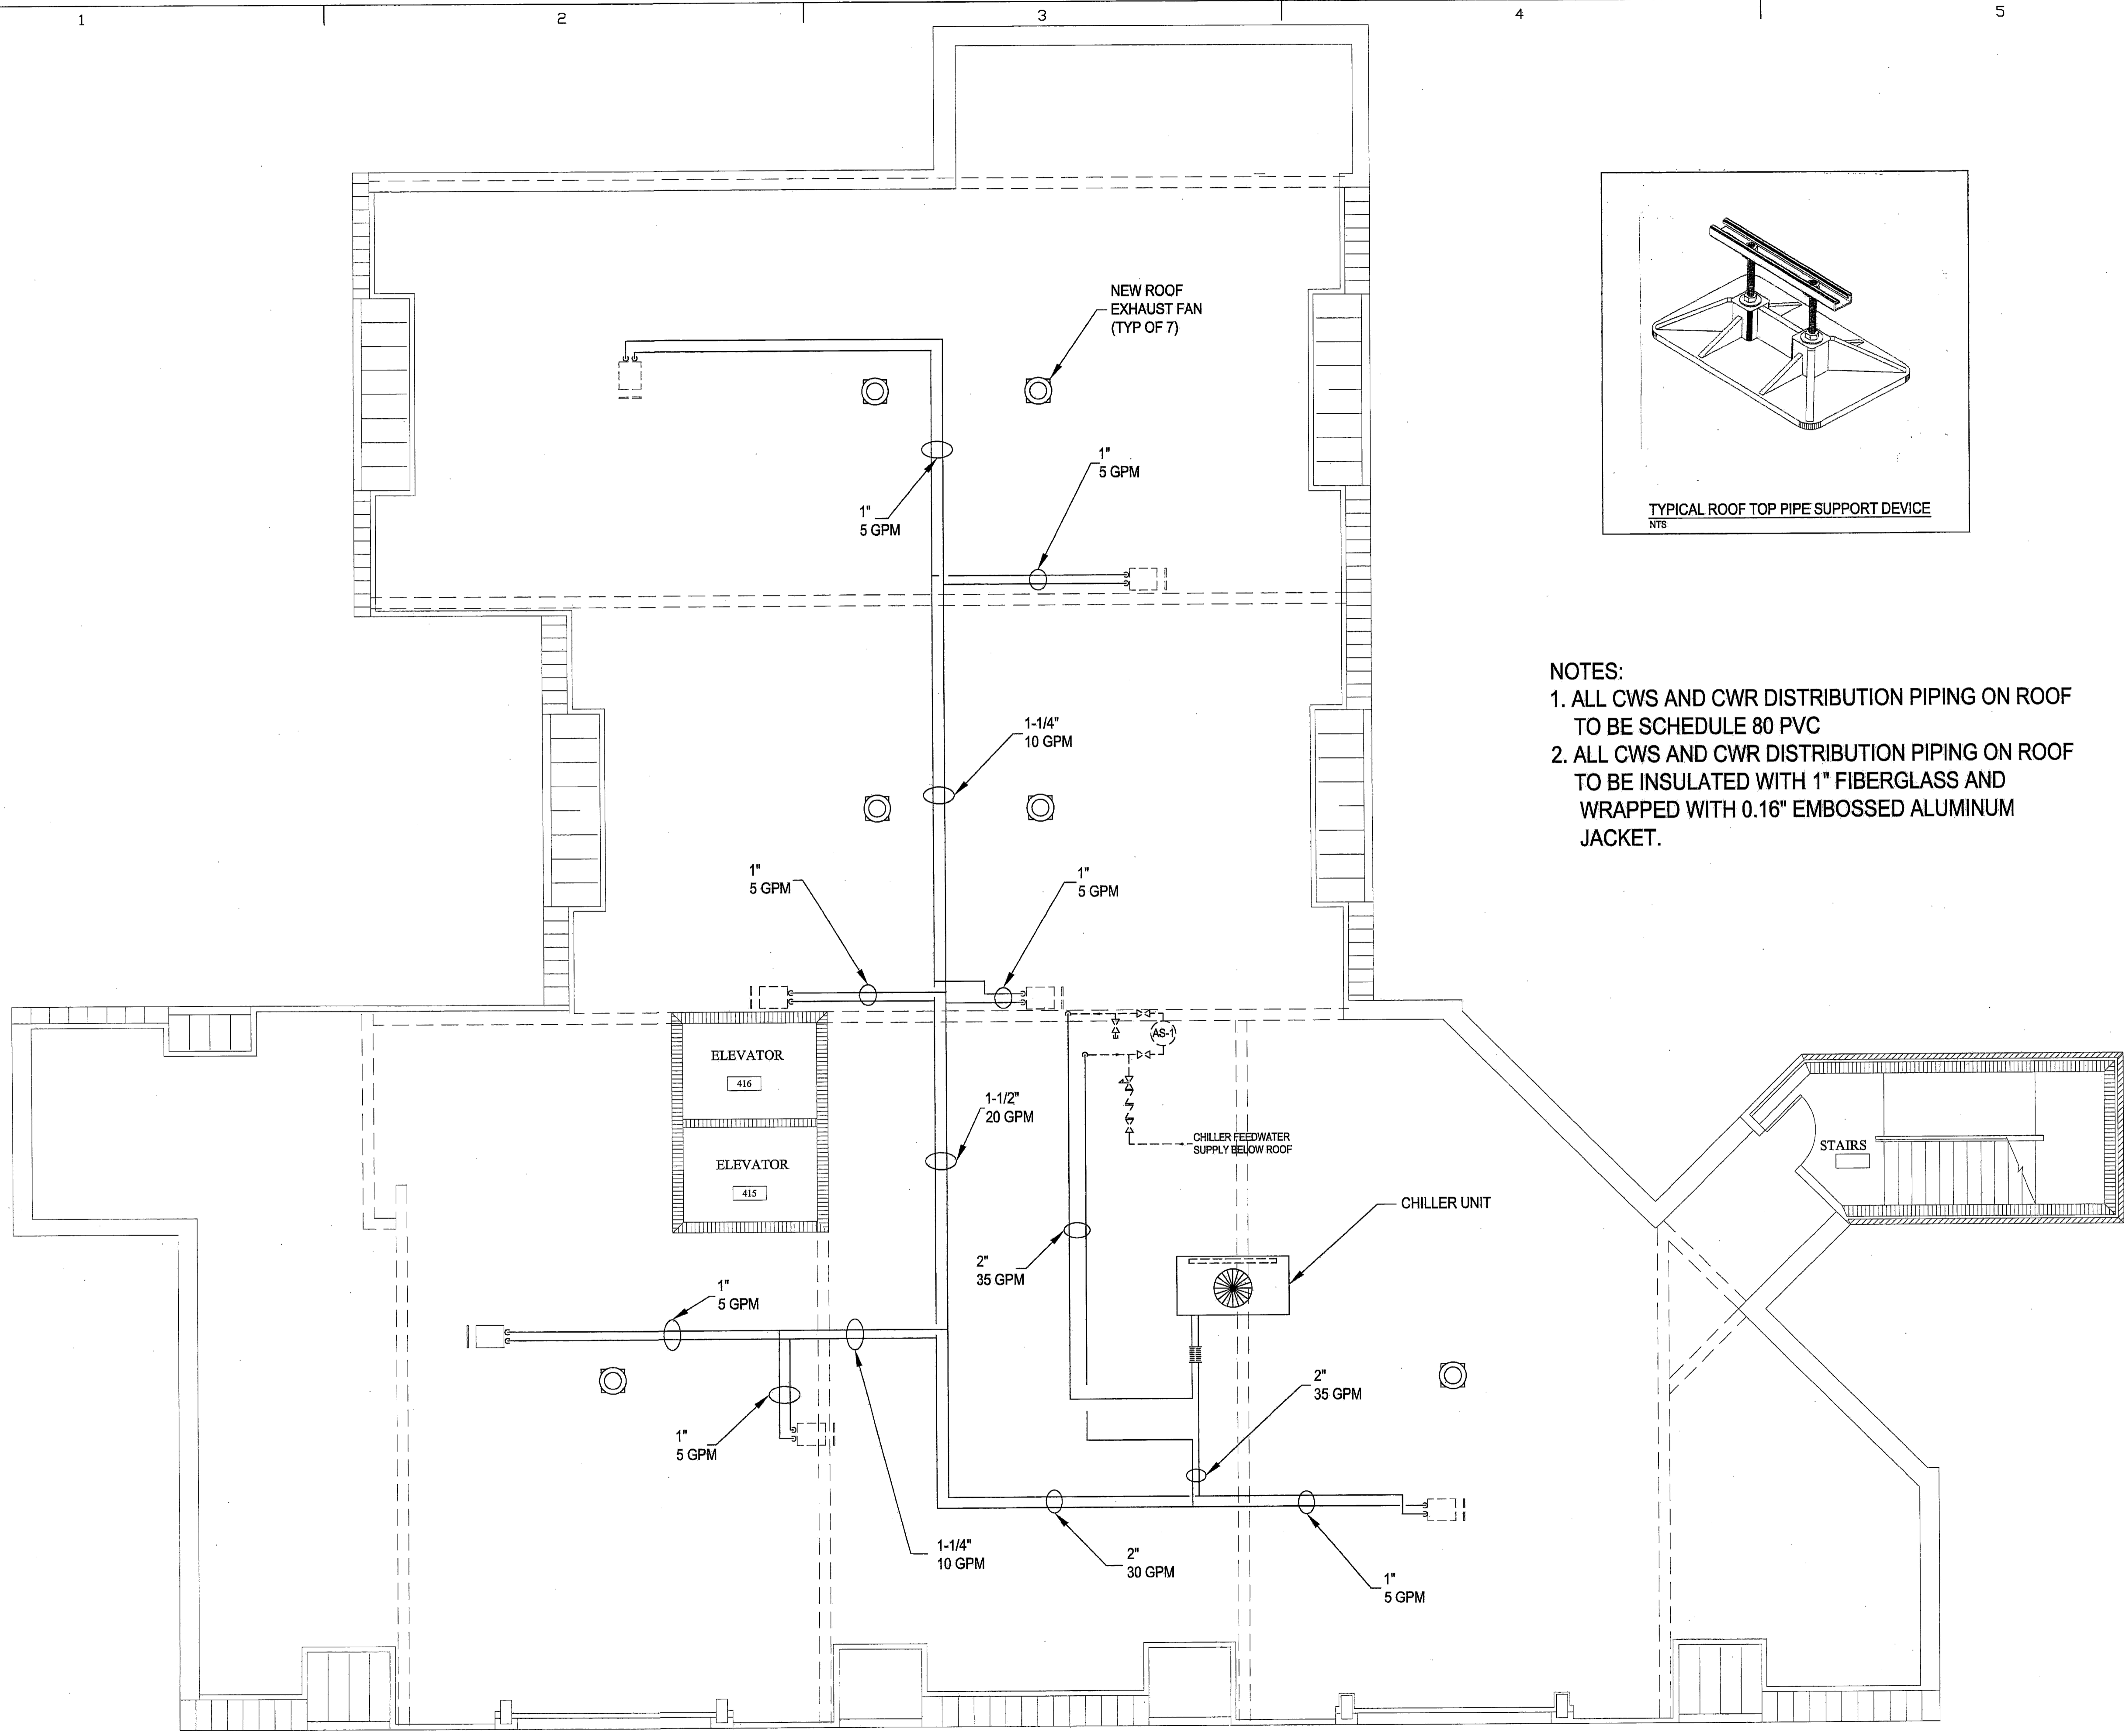 1
2
3
4
5
NEW ROOF
EXHAUST FAN
(TYP OF 7)
1"
5 GPM
1"
5 GPM
TYPICAL ROOF TOP PIPE SUPPORT DEVICE
NTS
NOTES:
1. ALL CWS AND CWR DISTRIBUTION PIPING ON ROOF
TO BE SCHEDULE 80 PVC
2. ALL CWS AND CWR DISTRIBUTION PIPING ON ROOF
TO BE INSULATED WITH 1" FIBERGLASS AND
WRAPPED WITH 0.16" EMBOSSED ALUMINUM
JACKET.
1-1/4"
10 GPM
1"
5 GPM
1"
5 GPM
AS-1
ELEVATOR
416
1-1/2"
20 GPM
CHILLER FEEDWATER
SUPPLY BELOW ROOF
ELEVATOR
415
STAIRS
CHILLER UNIT
2"
35 GPM
1"
5 GPM
2"
35 GPM
1"
5 GPM
1-1/4"
10 GPM
2"
30 GPM
1"
5 GPM